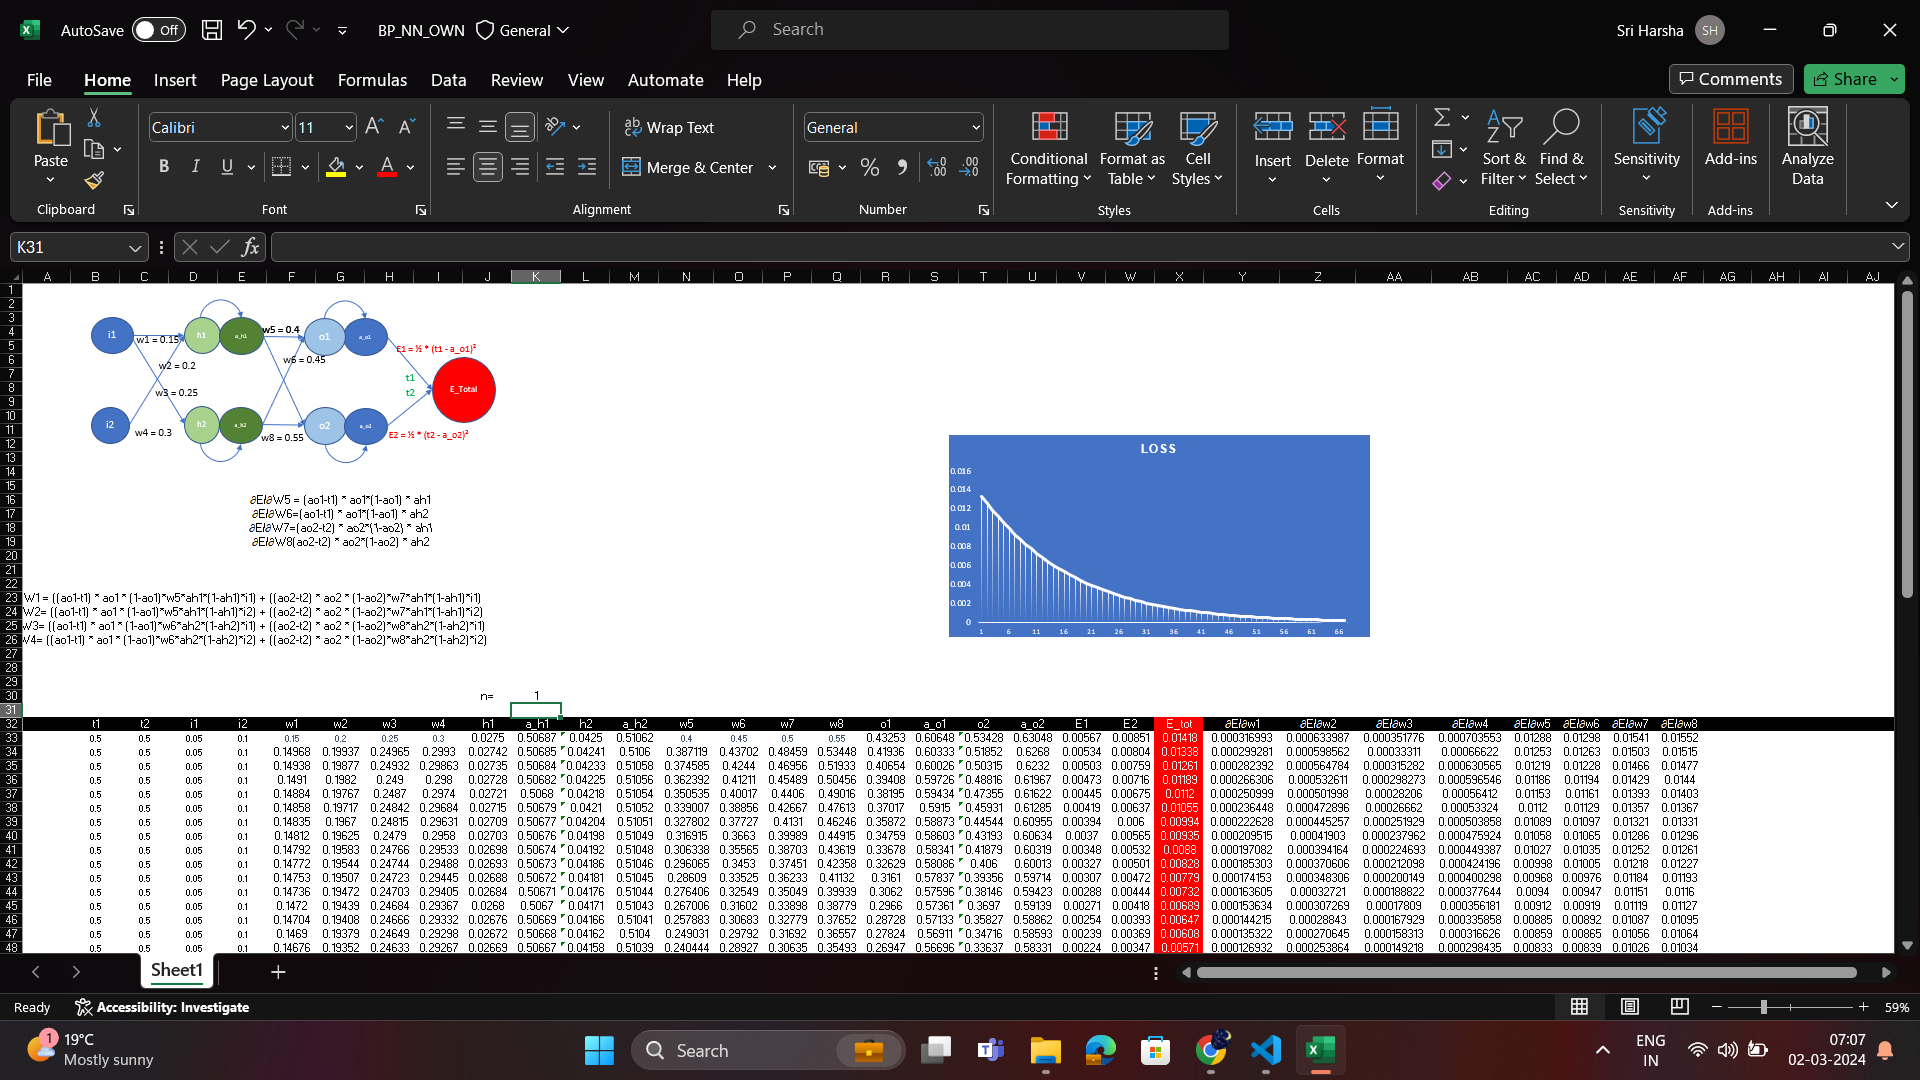 AutoSave Off BP_NN_OWN General Search Sri Harsha SH
File Home Insert Page Layout Formulas Data Review View Automate Help Comments Share
Paste Calibri 11 Wrap Text General Conditional Formatting Format as Table Cell Styles Insert Delete Format Sort & Filter Find & Select Sensitivity Add-ins Analyze Data
B I U Merge & Center
Clipboard Font Alignment Number Styles Cells Editing Sensitivity Add-ins
K31 fx
A B C D E F G H I J K L M N O P Q R S T U V W X Y Z AA AB AC AD AE AF AG AH AI AJ
i1 w1 = 0.15 h1 a_h1 w5 = 0.4 o1 a_o1 E1 = ½ * (t1 - a_o1)²
w2 = 0.2 w6 = 0.45
t1
t2
E_Total
w3 = 0.25
i2 w4 = 0.3 h2 a_h2 w8 = 0.55 o2 a_o2 E2 = ½ * (t2 - a_o2)²
∂E/∂W5 = (ao1-t1) * ao1*(1-ao1) * ah1
∂E/∂W6=(ao1-t1) * ao1*(1-ao1) * ah2
∂E/∂W7=(ao2-t2) * ao2*(1-ao2) * ah1
∂E/∂W8(ao2-t2) * ao2*(1-ao2) * ah2
W1 = ((ao1-t1) * ao1 * (1-ao1)*w5*ah1*(1-ah1)*i1) + ((ao2-t2) * ao2 * (1-ao2)*w7*ah1*(1-ah1)*i1)
W2= ((ao1-t1) * ao1 * (1-ao1)*w5*ah1*(1-ah1)*i2) + ((ao2-t2) * ao2 * (1-ao2)*w7*ah1*(1-ah1)*i2)
W3= ((ao1-t1) * ao1 * (1-ao1)*w6*ah2*(1-ah2)*i1) + ((ao2-t2) * ao2 * (1-ao2)*w8*ah2*(1-ah2)*i1)
W4= ((ao1-t1) * ao1 * (1-ao1)*w6*ah2*(1-ah2)*i2) + ((ao2-t2) * ao2 * (1-ao2)*w8*ah2*(1-ah2)*i2)
LOSS
0.016
0.014
0.012
0.01
0.008
0.006
0.004
0.002
0
1 6 11 16 21 26 31 36 41 46 51 56 61 66
n= 1
32 t1 t2 i1 i2 w1 w2 w3 w4 h1 a_h1 h2 a_h2 w5 w6 w7 w8 o1 a_o1 o2 a_o2 E1 E2 E_tot ∂E/∂w1 ∂E/∂w2 ∂E/∂w3 ∂E/∂w4 ∂E/∂w5 ∂E/∂w6 ∂E/∂w7 ∂E/∂w8
33 0.5 0.5 0.05 0.1 0.15 0.2 0.25 0.3 0.0275 0.50687 0.0425 0.51062 0.4 0.45 0.5 0.55 0.43253 0.60648 0.53428 0.63048 0.00567 0.00851 0.01418 0.000316993 0.000633987 0.000351776 0.000703553 0.01288 0.01298 0.01541 0.01552
34 0.5 0.5 0.05 0.1 0.14968 0.19937 0.24965 0.2993 0.02742 0.50685 0.04241 0.5106 0.387119 0.43702 0.48459 0.53448 0.41936 0.60333 0.51852 0.6268 0.00534 0.00804 0.01338 0.000299281 0.000598562 0.00033311 0.00066622 0.01253 0.01263 0.01503 0.01515
35 0.5 0.5 0.05 0.1 0.14938 0.19877 0.24932 0.29863 0.02735 0.50684 0.04233 0.51058 0.374585 0.4244 0.46956 0.51933 0.40654 0.60026 0.50315 0.6232 0.00503 0.00759 0.01261 0.000282392 0.000564784 0.000315282 0.000630565 0.01219 0.01228 0.01466 0.01477
36 0.5 0.5 0.05 0.1 0.1491 0.1982 0.249 0.298 0.02728 0.50682 0.04225 0.51056 0.362392 0.41211 0.45489 0.50456 0.39408 0.59726 0.48816 0.61967 0.00473 0.00716 0.01189 0.000266306 0.000532611 0.000298273 0.000596546 0.01186 0.01194 0.01429 0.0144
37 0.5 0.5 0.05 0.1 0.14884 0.19767 0.2487 0.2974 0.02721 0.5068 0.04218 0.51054 0.350535 0.40017 0.4406 0.49016 0.38195 0.59434 0.47355 0.61622 0.00445 0.00675 0.0112 0.000250999 0.000501998 0.00028206 0.00056412 0.01153 0.01161 0.01393 0.01403
38 0.5 0.5 0.05 0.1 0.14858 0.19717 0.24842 0.29684 0.02715 0.50679 0.0421 0.51052 0.339007 0.38856 0.42667 0.47613 0.37017 0.5915 0.45931 0.61285 0.00419 0.00637 0.01055 0.000236448 0.000472896 0.00026662 0.00053324 0.0112 0.01129 0.01357 0.01367
39 0.5 0.5 0.05 0.1 0.14835 0.1967 0.24815 0.29631 0.02709 0.50677 0.04204 0.51051 0.327802 0.37727 0.4131 0.46246 0.35872 0.58873 0.44544 0.60955 0.00394 0.006 0.00994 0.000222628 0.000445257 0.000251929 0.000503858 0.01089 0.01097 0.01321 0.01331
40 0.5 0.5 0.05 0.1 0.14812 0.19625 0.2479 0.2958 0.02703 0.50676 0.04198 0.51049 0.316915 0.3663 0.39989 0.44915 0.34759 0.58603 0.43193 0.60634 0.0037 0.00565 0.00935 0.000209515 0.00041903 0.000237962 0.000475924 0.01058 0.01065 0.01286 0.01296
41 0.5 0.5 0.05 0.1 0.14792 0.19583 0.24766 0.29533 0.02698 0.50674 0.04192 0.51048 0.306338 0.35565 0.38703 0.43619 0.33678 0.58341 0.41879 0.60319 0.00348 0.00532 0.0088 0.000197082 0.000394164 0.000224693 0.000449387 0.01027 0.01035 0.01252 0.01261
42 0.5 0.5 0.05 0.1 0.14772 0.19544 0.24744 0.29488 0.02693 0.50673 0.04186 0.51046 0.296065 0.3453 0.37451 0.42358 0.32629 0.58086 0.406 0.60013 0.00327 0.00501 0.00828 0.000185303 0.000370606 0.000212098 0.000424196 0.00998 0.01005 0.01218 0.01227
43 0.5 0.5 0.05 0.1 0.14753 0.19507 0.24723 0.29445 0.02688 0.50672 0.04181 0.51045 0.28609 0.33525 0.36233 0.41132 0.3161 0.57837 0.39356 0.59714 0.00307 0.00472 0.00779 0.000174153 0.000348306 0.000200149 0.000400298 0.00968 0.00976 0.01184 0.01193
44 0.5 0.5 0.05 0.1 0.14736 0.19472 0.24703 0.29405 0.02684 0.50671 0.04176 0.51044 0.276406 0.32549 0.35049 0.39939 0.3062 0.57596 0.38146 0.59423 0.00288 0.00444 0.00732 0.000163605 0.00032721 0.000188822 0.000377644 0.0094 0.00947 0.01151 0.0116
45 0.5 0.5 0.05 0.1 0.1472 0.19439 0.24684 0.29367 0.0268 0.5067 0.04171 0.51043 0.267006 0.31602 0.33898 0.38779 0.2966 0.57361 0.3697 0.59139 0.00271 0.00418 0.00689 0.000153634 0.000307269 0.00017809 0.000356181 0.00912 0.00919 0.01119 0.01127
46 0.5 0.5 0.05 0.1 0.14704 0.19408 0.24666 0.29332 0.02676 0.50669 0.04166 0.51041 0.257883 0.30683 0.32779 0.37652 0.28728 0.57133 0.35827 0.58862 0.00254 0.00393 0.00647 0.000144215 0.00028843 0.000167929 0.000335858 0.00885 0.00892 0.01087 0.01095
47 0.5 0.5 0.05 0.1 0.1469 0.19379 0.24649 0.29298 0.02672 0.50668 0.04162 0.5104 0.249031 0.29792 0.31692 0.36557 0.27824 0.56911 0.34716 0.58593 0.00239 0.00369 0.00608 0.000135322 0.000270645 0.000158313 0.000316626 0.00859 0.00865 0.01056 0.01064
48 0.5 0.5 0.05 0.1 0.14676 0.19352 0.24633 0.29267 0.02669 0.50667 0.04158 0.51039 0.240444 0.28927 0.30635 0.35493 0.26947 0.56696 0.33637 0.58331 0.00224 0.00347 0.00571 0.000126932 0.000253864 0.000149218 0.000298435 0.00833 0.00839 0.01026 0.01034
Sheet1
Ready Accessibility: Investigate 59%
1 19°C
Mostly sunny
Search
ENG
IN
07:07
02-03-2024